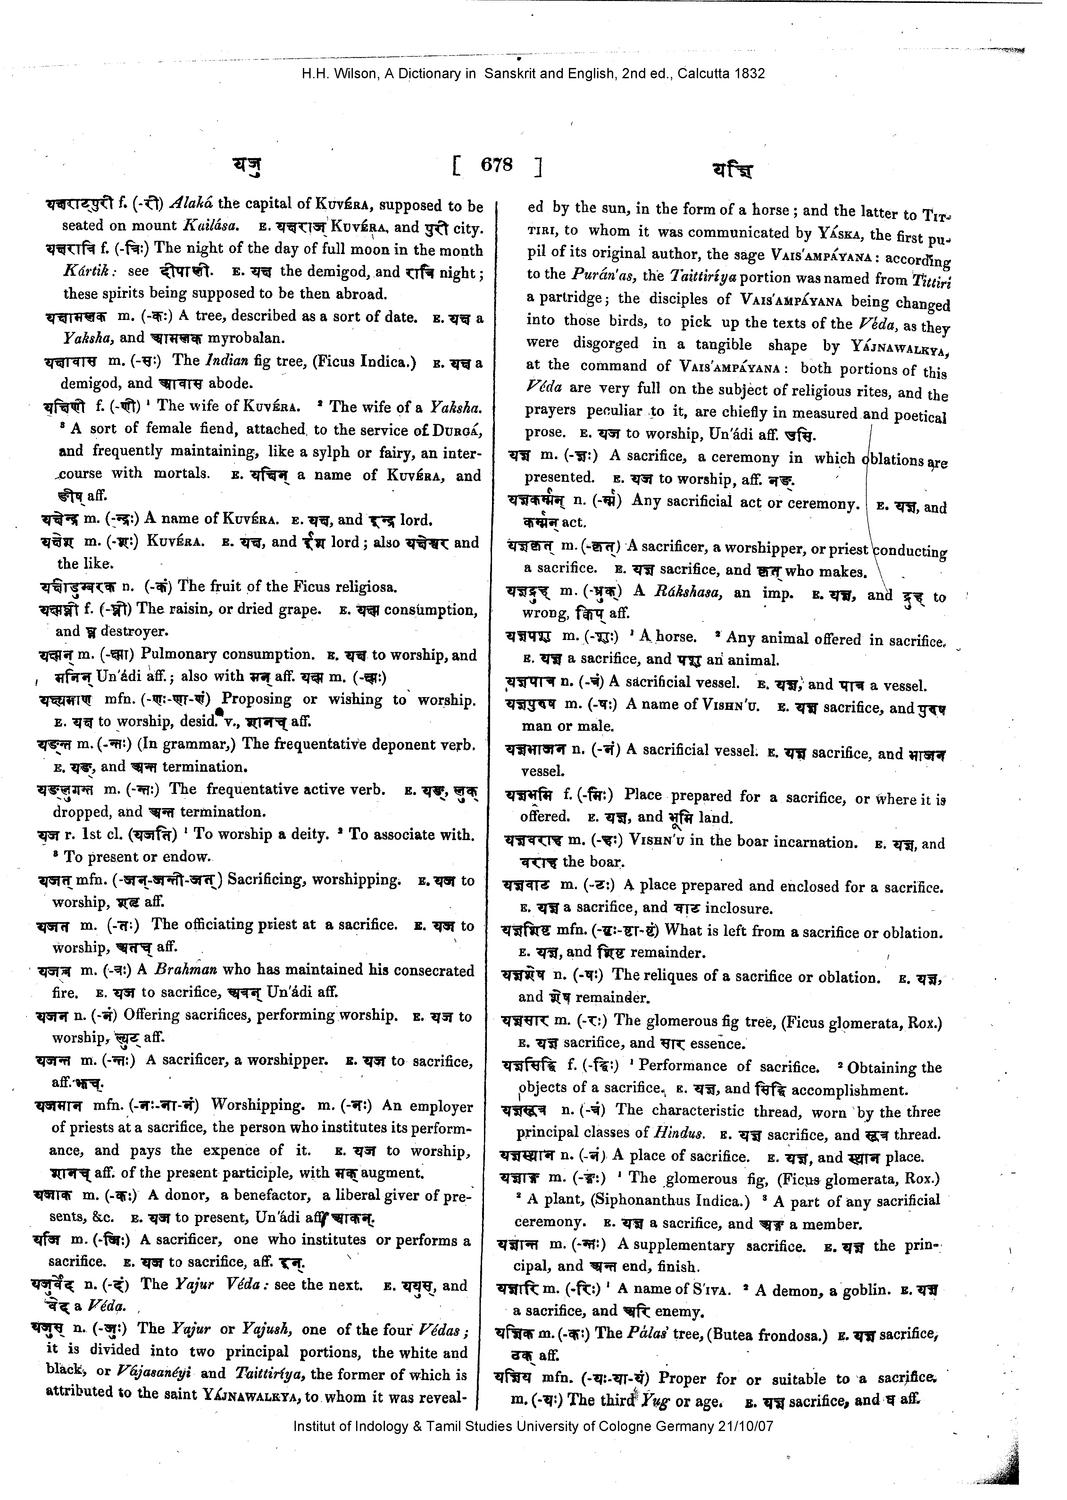 H.H. Wilson, A Dictionary in Sanskrit and English, 2nd ed., Calcutta 1832
यजु
[ 678 ]
यज्ञि
यक्षराट्पुरी f. (-री) Alaká the capital of KUVÉRA, supposed to be
seated on mount Kailása. E. यक्षराज् KUVÉRA, and पुरी city.
यक्षरात्रि f. (-त्रिः) The night of the day of full moon in the month
Kártik: see दीपाली. E. यक्ष the demigod, and रात्रि night;
these spirits being supposed to be then abroad.
यक्षामलक m. (-कः) A tree, described as a sort of date. E. यक्ष a
Yaksha, and आमलक myrobalan.
यक्षावास m. (-सः) The Indian fig tree, (Ficus Indica.) E. यक्ष a
demigod, and आवास abode.
यक्षिणी f. (-णी) ¹ The wife of KUVÉRA. ² The wife of a Yaksha.
³ A sort of female fiend, attached to the service of DURGÁ,
and frequently maintaining, like a sylph or fairy, an inter-
course with mortals. E. यक्षिन् a name of KUVÉRA, and
ङीष् aff.
यक्षेन्द्र m. (-न्द्रः) A name of KUVÉRA. E. यक्ष, and इन्द्र lord.
यक्षेश m. (-शः) KUVÉRA. E. यक्ष, and ईश lord; also यक्षेश्वर and
the like.
यक्षोडुम्बरक n. (-कं) The fruit of the Ficus religiosa.
यक्ष्मघ्नी f. (-घ्नी) The raisin, or dried grape. E. यक्ष्म consumption,
and घ्न destroyer.
यक्ष्मन् m. (-क्ष्मा) Pulmonary consumption. E. यक्ष to worship, and
मनिन् Un'ádi aff.; also with मन् aff. यक्ष्म m. (-क्ष्मः)
यक्ष्यमाण mfn. (-णः-णा-णं) Proposing or wishing to worship.
E. यक्ष to worship, desid. v., शानच् aff.
यङन्त m. (-न्तः) (In grammar,) The frequentative deponent verb.
E. यङ्, and अन्त termination.
यङ्लुगन्त m. (-न्तः) The frequentative active verb. E. यङ्, लुक्
dropped, and अन्त termination.
यज r. 1st cl. (यजति) ¹ To worship a deity. ² To associate with.
³ To present or endow.
यजत् mfn. (-जन्-जन्ती-जत्) Sacrificing, worshipping. E. यज to
worship, शतृ aff.
यजत m. (-तः) The officiating priest at a sacrifice. E. यज to
worship, अतच् aff.
यजत्र m. (-त्रः) A Brahman who has maintained his consecrated
fire. E. यज to sacrifice, अत्रन् Un'ádi aff.
यजन n. (-नं) Offering sacrifices, performing worship. E. यज to
worship, ल्युट् aff.
यजन्त m. (-न्तः) A sacrificer, a worshipper. E. यज to sacrifice,
aff. झच्.
यजमान mfn. (-नः-ना-नं) Worshipping. m. (-नः) An employer
of priests at a sacrifice, the person who institutes its perform-
ance, and pays the expence of it. E. यज to worship,
शानच् aff. of the present participle, with मक् augment.
यजाक m. (-कः) A donor, a benefactor, a liberal giver of pre-
sents, &c. E. यज to present, Un'ádi aff. आकन्.
यजि m. (-जिः) A sacrificer, one who institutes or performs a
sacrifice. E. यज to sacrifice, aff. इन्.
यजुर्वेद n. (-दं) The Yajur Véda: see the next. E. ययुस्, and
वेद a Véda.
यजुस् n. (-जुः) The Yajur or Yajush, one of the four Védas;
it is divided into two principal portions, the white and
black, or Vájasanéyi and Taittiríya, the former of which is
attributed to the saint YÁJNAWALKYA, to whom it was reveal-
ed by the sun, in the form of a horse; and the latter to TIT-
TIRI, to whom it was communicated by YÁSKA, the first pu-
pil of its original author, the sage VAIS'AMPÁYANA: according
to the Purán'as, the Taittiríya portion was named from Tittiri
a partridge; the disciples of VAIS'AMPÁYANA being changed
into those birds, to pick up the texts of the Véda, as they
were disgorged in a tangible shape by YÁJNAWALKYA,
at the command of VAIS'AMPÁYANA: both portions of this
Véda are very full on the subject of religious rites, and the
prayers peculiar to it, are chiefly in measured and poetical
prose. E. यज to worship, Un'ádi aff. उसि.
यज्ञ m. (-ज्ञः) A sacrifice, a ceremony in which oblations are
presented. E. यज to worship, aff. नङ्.
यज्ञकर्म्मन् n. (-र्म्म) Any sacrificial act or ceremony. E. यज्ञ, and
कर्म्मन् act.
यज्ञकृत् m. (-कृत्) A sacrificer, a worshipper, or priest conducting
a sacrifice. E. यज्ञ sacrifice, and कृत् who makes.
यज्ञद्रुह् m. (-ध्रुक्) A Rákshasa, an imp. E. यज्ञ, and द्रुह् to
wrong, क्विप् aff.
यज्ञपशु m. (-शुः) ¹ A horse. ² Any animal offered in sacrifice.
E. यज्ञ a sacrifice, and पशु an animal.
यज्ञपात्र n. (-त्रं) A sacrificial vessel. E. यज्ञ, and पात्र a vessel.
यज्ञपुरुष m. (-षः) A name of VISHN'U. E. यज्ञ sacrifice, and पुरुष
man or male.
यज्ञभाजन n. (-नं) A sacrificial vessel. E. यज्ञ sacrifice, and भाजन
vessel.
यज्ञभूमि f. (-मिः) Place prepared for a sacrifice, or where it is
offered. E. यज्ञ, and भूमि land.
यज्ञवराह m. (-हः) VISHN'U in the boar incarnation. E. यज्ञ, and
वराह the boar.
यज्ञवाट m. (-टः) A place prepared and enclosed for a sacrifice.
E. यज्ञ a sacrifice, and वाट inclosure.
यज्ञशिष्ट mfn. (-ष्टः-ष्टा-ष्टं) What is left from a sacrifice or oblation.
E. यज्ञ, and शिष्ट remainder.
यज्ञशेष n. (-षः) The reliques of a sacrifice or oblation. E. यज्ञ,
and शेष remainder.
यज्ञसार m. (-रः) The glomerous fig tree, (Ficus glomerata, Rox.)
E. यज्ञ sacrifice, and सार essence.
यज्ञसिद्धि f. (-द्धिः) ¹ Performance of sacrifice. ² Obtaining the
objects of a sacrifice. E. यज्ञ, and सिद्धि accomplishment.
यज्ञसूत्र n. (-त्रं) The characteristic thread, worn by the three
principal classes of Hindus. E. यज्ञ sacrifice, and सूत्र thread.
यज्ञस्थान n. (-नं) A place of sacrifice. E. यज्ञ, and स्थान place.
यज्ञाङ्ग m. (-ङ्गः) ¹ The glomerous fig, (Ficus glomerata, Rox.)
² A plant, (Siphonanthus Indica.) ³ A part of any sacrificial
ceremony. E. यज्ञ a sacrifice, and अङ्ग a member.
यज्ञान्त m. (-न्तः) A supplementary sacrifice. E. यज्ञ the prin-
cipal, and अन्त end, finish.
यज्ञारि m. (-रिः) ¹ A name of S'IVA. ² A demon, a goblin. E. यज्ञ
a sacrifice, and अरि enemy.
यज्ञिक m. (-कः) The Pálas' tree, (Butea frondosa.) E. यज्ञ sacrifice,
ठक् aff.
यज्ञिय mfn. (-यः-या-यं) Proper for or suitable to a sacrifice.
m. (-यः) The third Yug or age. E. यज्ञ sacrifice, and घ aff.
Institut of Indology & Tamil Studies University of Cologne Germany 21/10/07